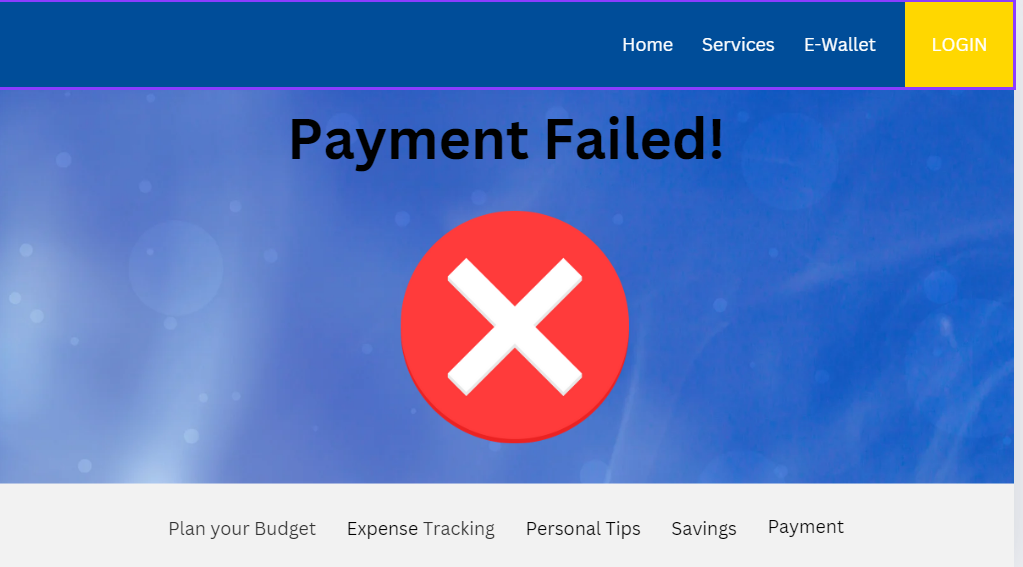 Home Services E-Wallet LOGIN
Payment Failed!
Plan your Budget Expense Tracking Personal Tips Savings Payment